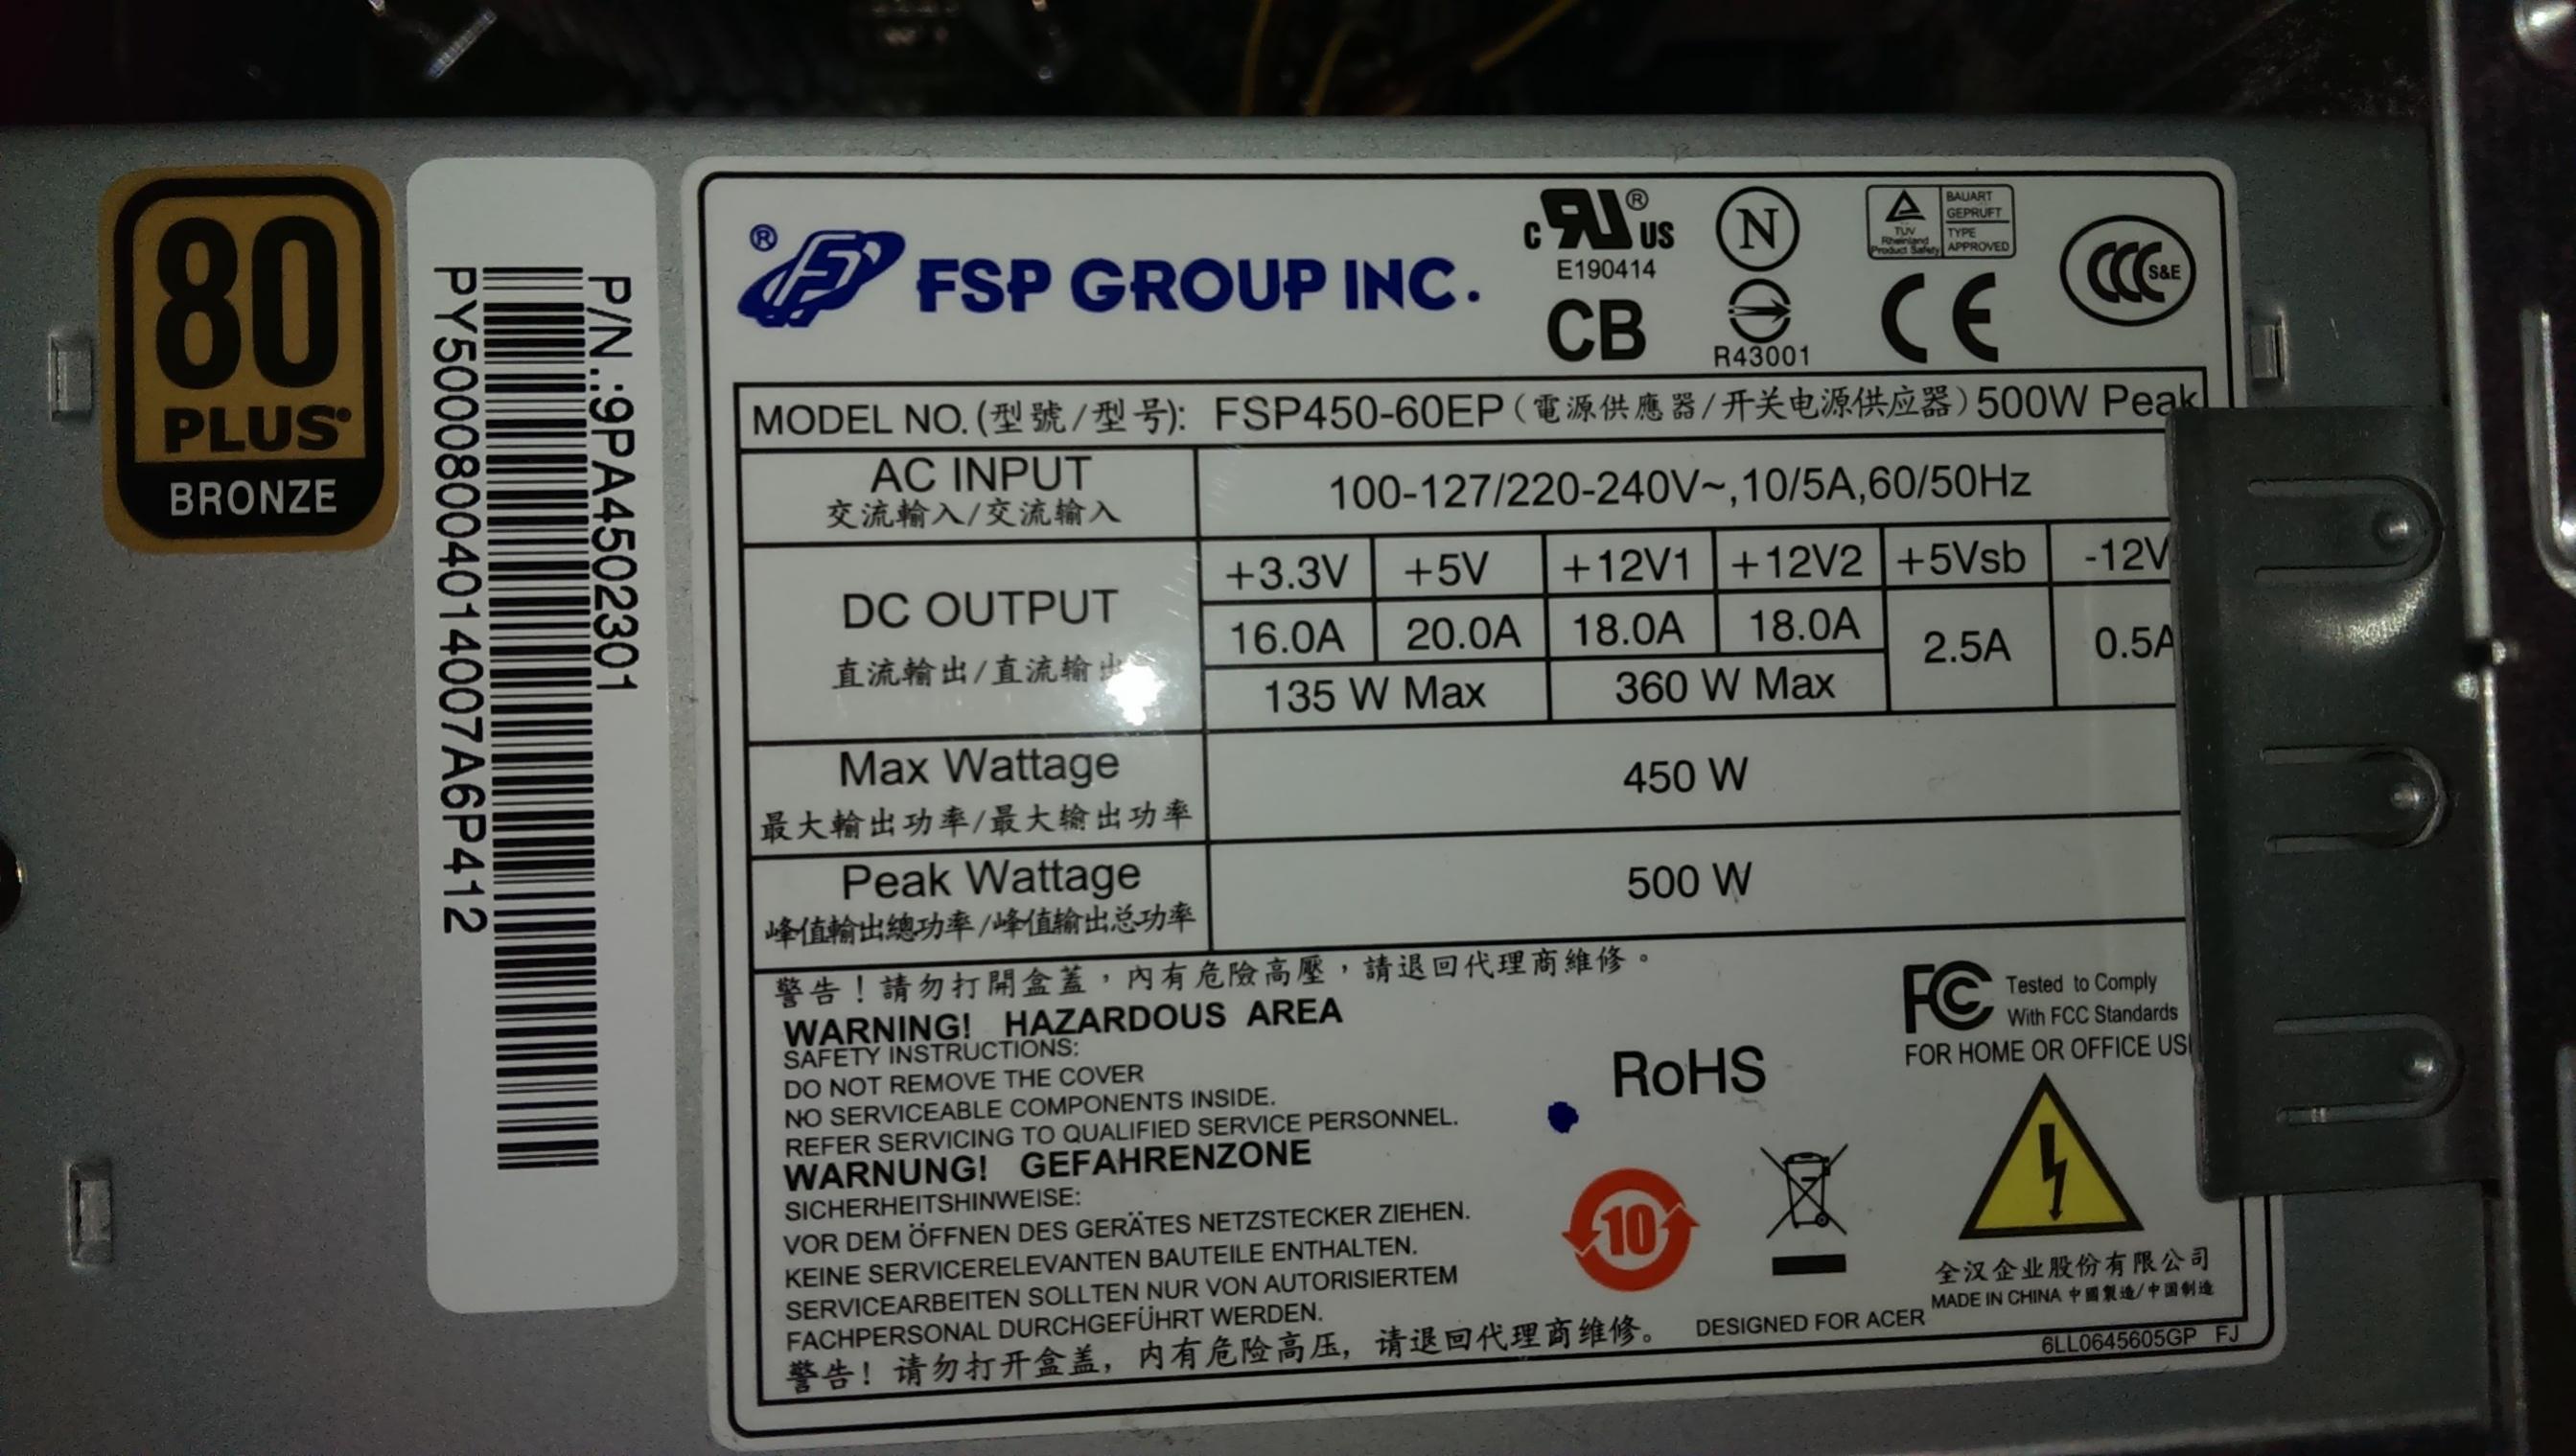 80
PLUS
BRONZE
P/N.:9PA4502301
PY50008004014007A6P412
® FSP GROUP INC.
C RU ® US
E190414
CB
N
R43001
TÜV
Rheinland
Product Safety
BAUART
GEPRUFT
TYPE
APPROVED
CE
CCC S&E
MODEL NO.(型號/型号): FSP450-60EP(電源供應器/开关电源供应器)500W Peak
AC INPUT
交流輸入/交流输入
100-127/220-240V~,10/5A,60/50Hz
DC OUTPUT
直流輸出/直流输出
+3.3V +5V +12V1 +12V2 +5Vsb -12V
16.0A 20.0A 18.0A 18.0A 2.5A 0.5A
135 W Max 360 W Max
Max Wattage
最大輸出功率/最大输出功率
450 W
Peak Wattage
峰值輸出總功率/峰值输出总功率
500 W
警告!請勿打開盒蓋,內有危險高壓,請退回代理商維修。
WARNING! HAZARDOUS AREA
SAFETY INSTRUCTIONS:
DO NOT REMOVE THE COVER
NO SERVICEABLE COMPONENTS INSIDE.
REFER SERVICING TO QUALIFIED SERVICE PERSONNEL.
WARNUNG! GEFAHRENZONE
SICHERHEITSHINWEISE:
VOR DEM ÖFFNEN DES GERÄTES NETZSTECKER ZIEHEN.
KEINE SERVICERELEVANTEN BAUTEILE ENTHALTEN.
SERVICEARBEITEN SOLLTEN NUR VON AUTORISIERTEM
FACHPERSONAL DURCHGEFÜHRT WERDEN.
警告!请勿打开盒盖,内有危险高压,请退回代理商维修。
RoHS
FC Tested to Comply
With FCC Standards
FOR HOME OR OFFICE US
10
全汉企业股份有限公司
MADE IN CHINA 中國製造/中国制造
DESIGNED FOR ACER
6LL0645605GP FJ